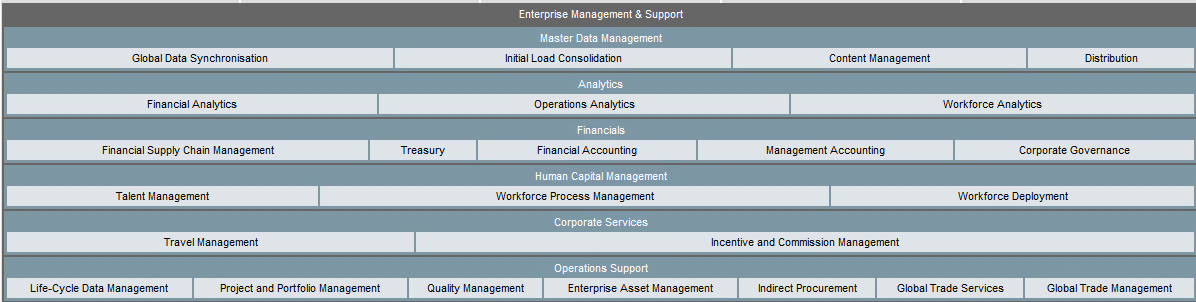 Enterprise Management & Support
Master Data Management
Global Data Synchronisation Initial Load Consolidation Content Management Distribution
Analytics
Financial Analytics Operations Analytics Workforce Analytics
Financials
Financial Supply Chain Management Treasury Financial Accounting Management Accounting Corporate Governance
Human Capital Management
Talent Management Workforce Process Management Workforce Deployment
Corporate Services
Travel Management Incentive and Commission Management
Operations Support
Life-Cycle Data Management Project and Portfolio Management Quality Management Enterprise Asset Management Indirect Procurement Global Trade Services Global Trade Management